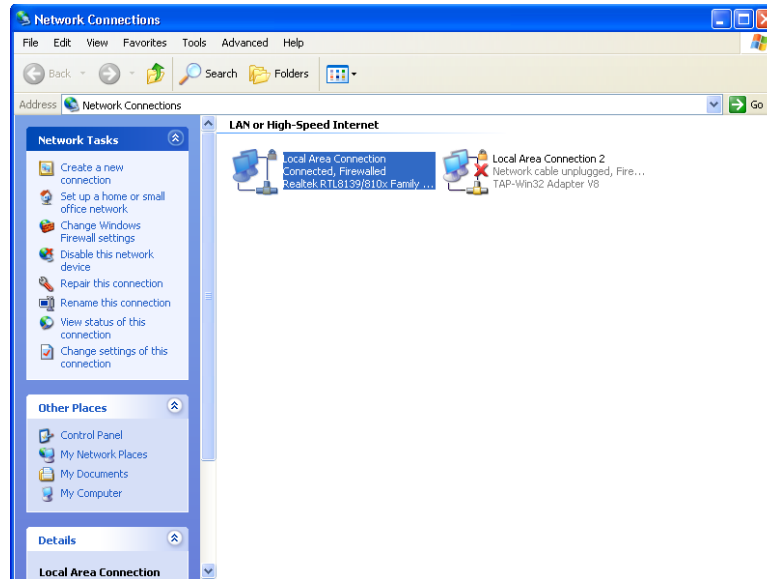 Network Connections
File Edit View Favorites Tools Advanced Help
Back Search Folders
Address Network Connections Go
Network Tasks
Create a new
connection
Set up a home or small
office network
Change Windows
Firewall settings
Disable this network
device
Repair this connection
Rename this connection
View status of this
connection
Change settings of this
connection
Other Places
Control Panel
My Network Places
My Documents
My Computer
Details
Local Area Connection
LAN or High-Speed Internet
Local Area Connection
Connected, Firewalled
Realtek RTL8139/810x Family ...
Local Area Connection 2
Network cable unplugged, Fire...
TAP-Win32 Adapter V8